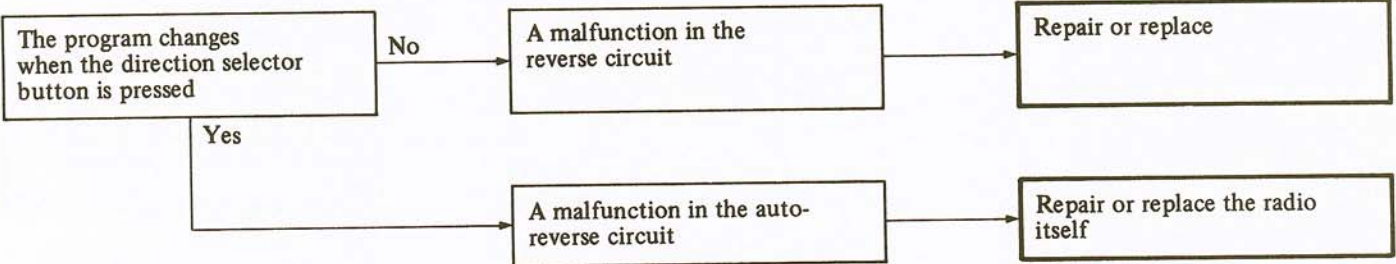 The program changes
when the direction selector
button is pressed
No
A malfunction in the
reverse circuit
Repair or replace
Yes
A malfunction in the auto-
reverse circuit
Repair or replace the radio
itself